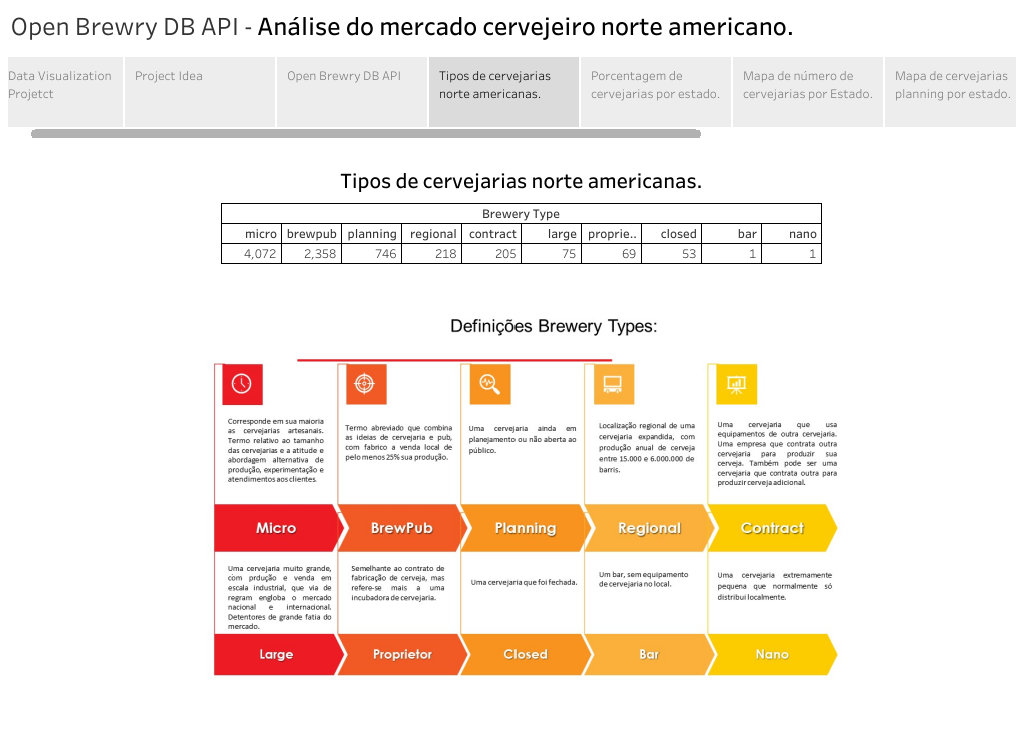 Open Brewry DB API - Análise do mercado cervejeiro norte americano.
Data Visualization
Projetct
Project Idea
Open Brewry DB API
Tipos de cervejarias
norte americanas.
Porcentagem de
cervejarias por estado.
Mapa de número de
cervejarias por Estado.
Mapa de cervejarias
planning por estado.
Tipos de cervejarias norte americanas.
Brewery Type
micro brewpub planning regional contract large proprie.. closed bar nano
4,072 2,358 746 218 205 75 69 53 1 1
Definições Brewery Types:
Corresponde em sua maioria
as cervejarias artesanais.
Termo relativo ao tamanho
das cervejarias e a atitude e
abordagem alternativa de
produção, experimentação e
atendimentos aos clientes.
Termo abreviado que combina
as ideias de cervejaria e pub,
com fabrico a venda local de
pelo menos 25% sua produção.
Uma cervejaria ainda em
planejamento ou não aberta ao
público.
Localização regional de uma
cervejaria expandida, com
produção anual de cerveja
entre 15.000 e 6.000.000 de
barris.
Uma cervejaria que usa
equipamentos de outra cervejaria.
Uma empresa que contrata outra
cervejaria para produzir sua
cerveja. Também pode ser uma
cervejaria que contrata outra para
produzir cerveja adicional.
Micro
BrewPub
Planning
Regional
Contract
Uma cervejaria muito grande,
com prdução e venda em
escala industrial, que via de
regram engloba o mercado
nacional e internacional.
Detentores de grande fatia do
mercado.
Semelhante ao contrato de
fabricação de cerveja, mas
refere-se mais a uma
incubadora de cervejaria.
Uma cervejaria que foi fechada.
Um bar, sem equipamento
de cervejaria no local.
Uma cervejaria extremamente
pequena que normalmente só
distribui localmente.
Large
Proprietor
Cllosed
Bar
Nano